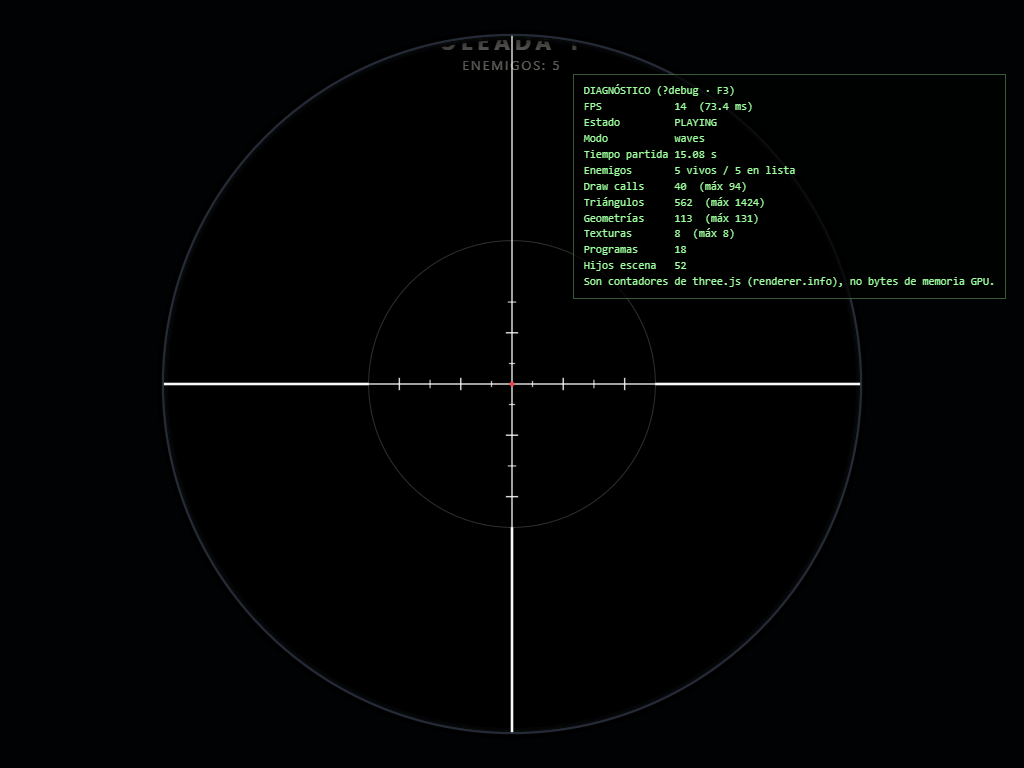 OLEADA 1
ENEMIGOS: 5
DIAGNÓSTICO (?debug · F3)
FPS 14 (73.4 ms)
Estado PLAYING
Modo waves
Tiempo partida 15.08 s
Enemigos 5 vivos / 5 en lista
Draw calls 40 (máx 94)
Triángulos 562 (máx 1424)
Geometrías 113 (máx 131)
Texturas 8 (máx 8)
Programas 18
Hijos escena 52
Son contadores de three.js (renderer.info), no bytes de memoria GPU.